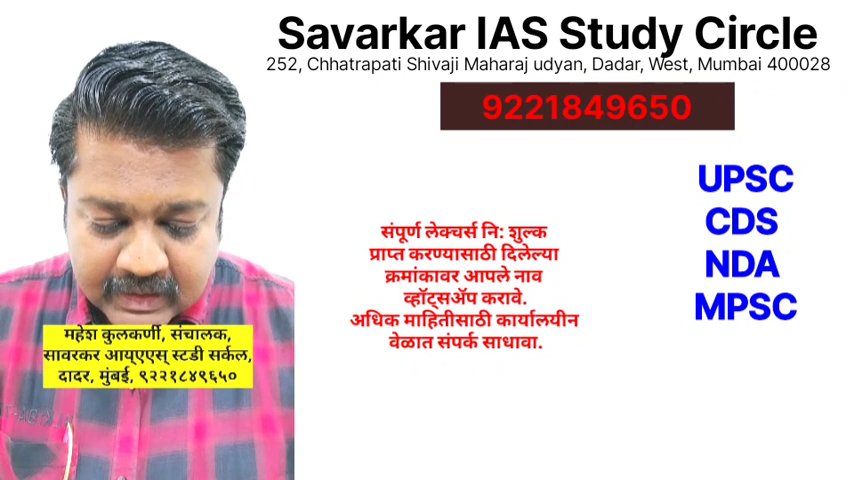 Savarkar IAS Study Circle
252, Chhatrapati Shivaji Maharaj udyan, Dadar, West, Mumbai 400028
9221849650
UPSC
CDS
NDA
MPSC
संपूर्ण लेक्चर्स नि: शुल्क
प्राप्त करण्यासाठी दिलेल्या
क्रमांकावर आपले नाव
व्हॉट्सॲप करावे.
अधिक माहितीसाठी कार्यालयीन
वेळात संपर्क साधावा.
महेश कुलकर्णी, संचालक,
सावरकर आय्एएस् स्टडी सर्कल,
दादर, मुंबई, ९२२१८४९६५०